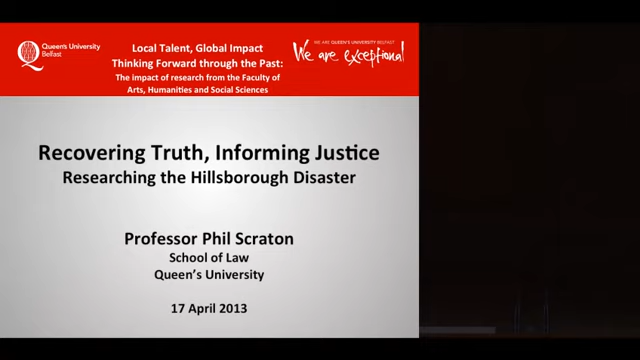 Queen's University
Belfast
Local Talent, Global Impact
Thinking Forward through the Past:
The impact of research from the Faculty of
Arts, Humanities and Social Sciences
WE ARE QUEEN'S UNIVERSITY BELFAST
We are exceptional
Recovering Truth, Informing Justice
Researching the Hillsborough Disaster
Professor Phil Scraton
School of Law
Queen's University
17 April 2013